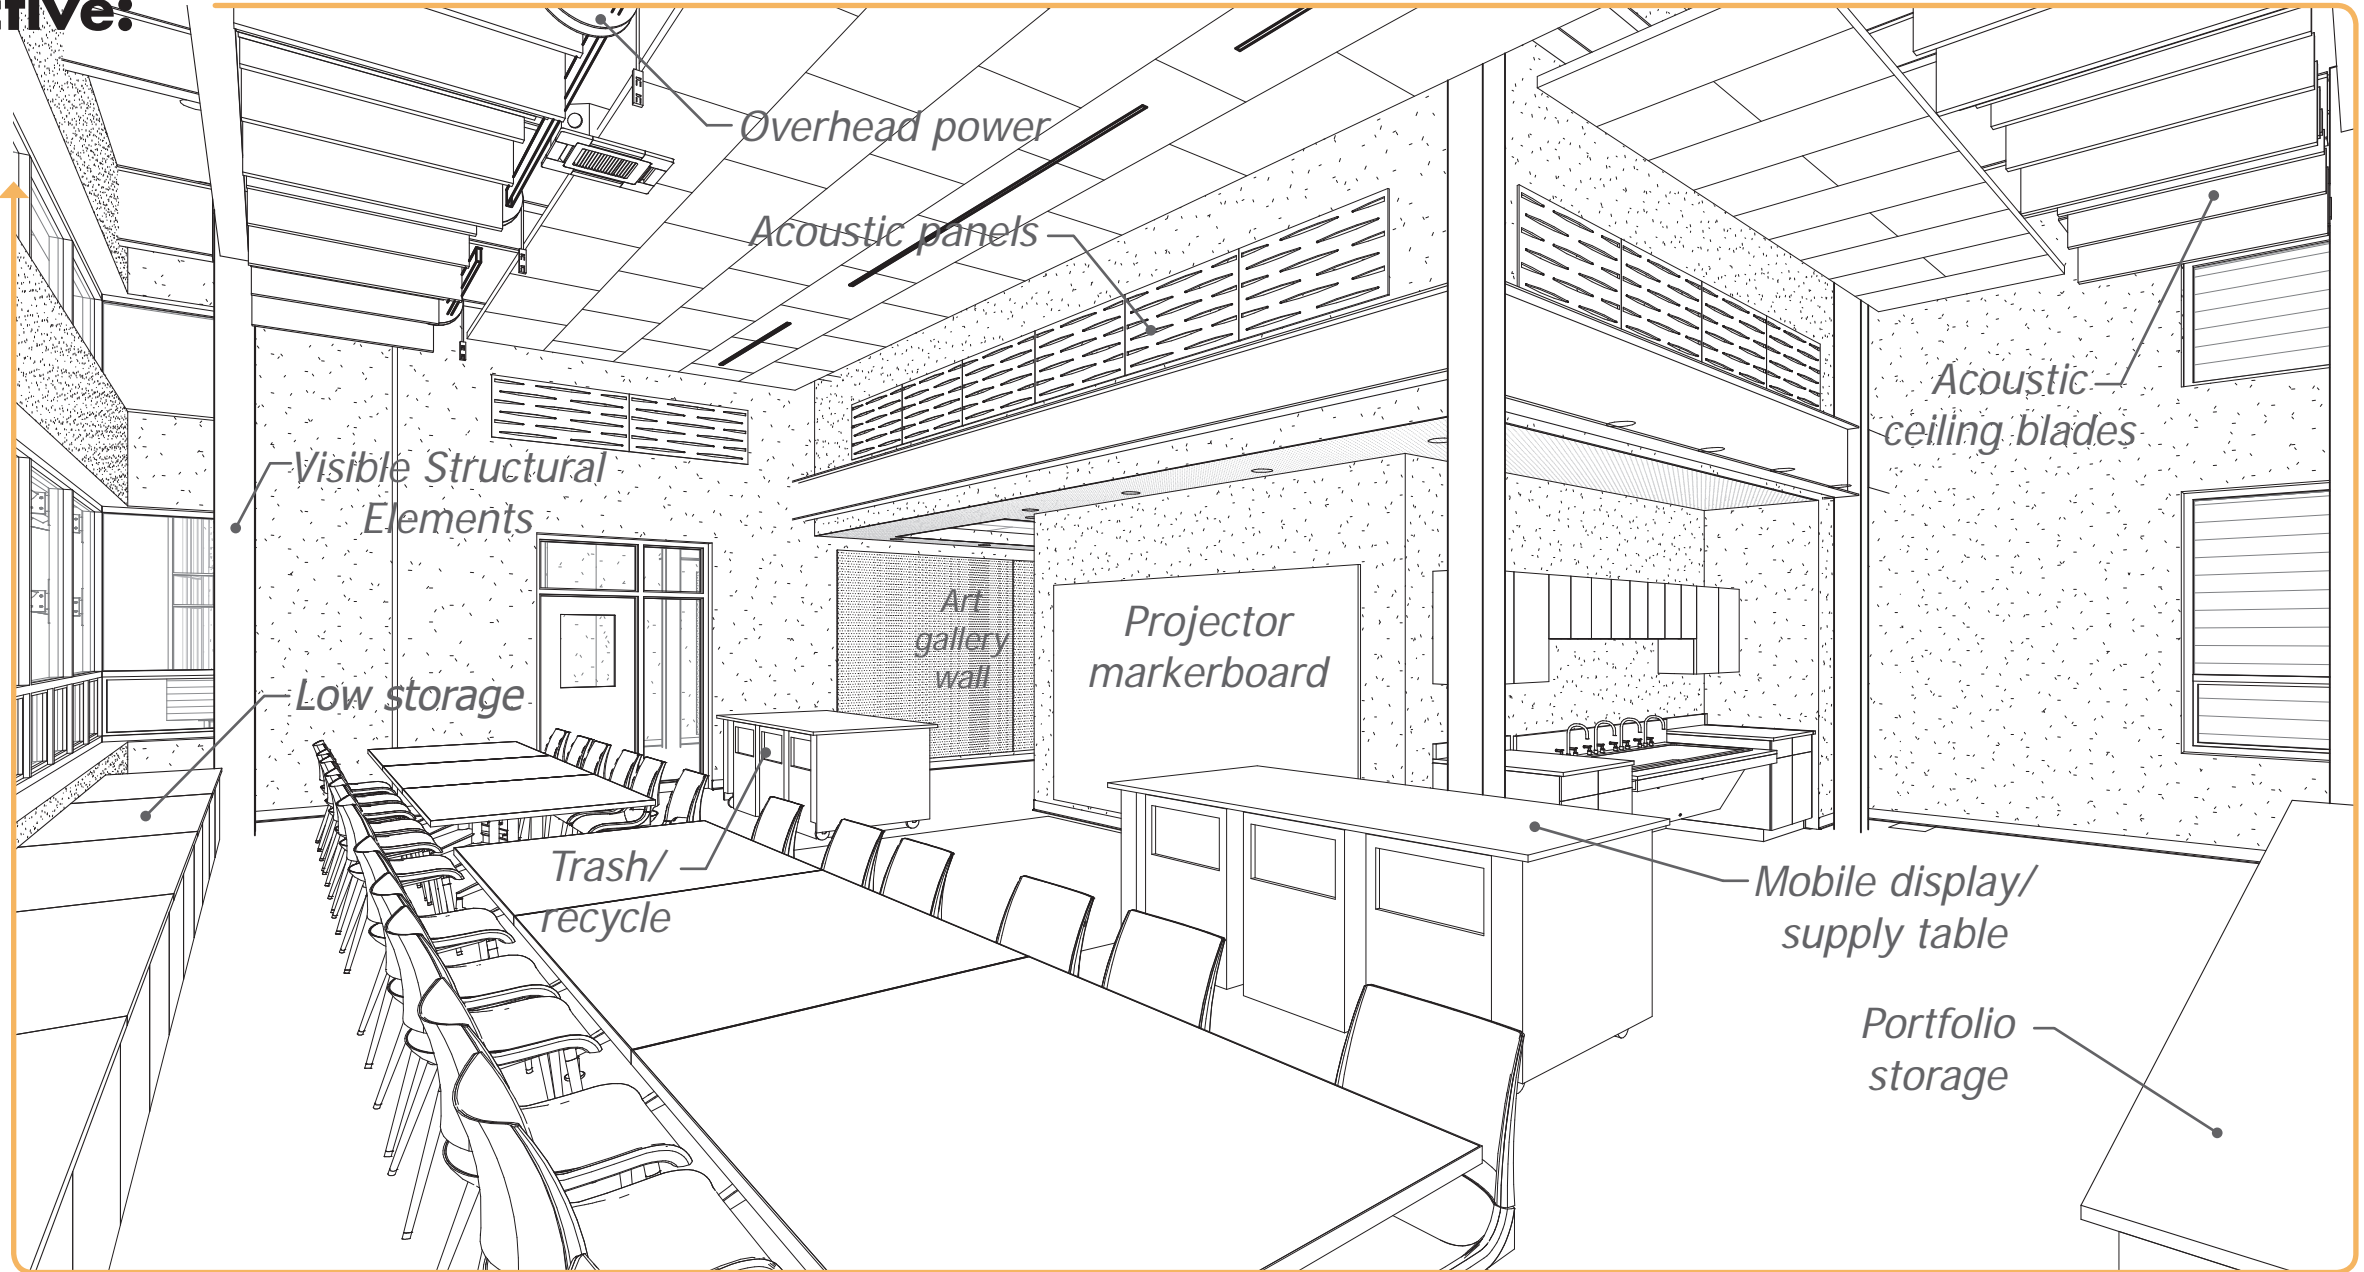 Overhead power
Acoustic panels
Acoustic
ceiling blades
Visible Structural
Elements
Art
gallery
wall
Projector
markerboard
Low storage
Trash/
recycle
Mobile display/
supply table
Portfolio
storage